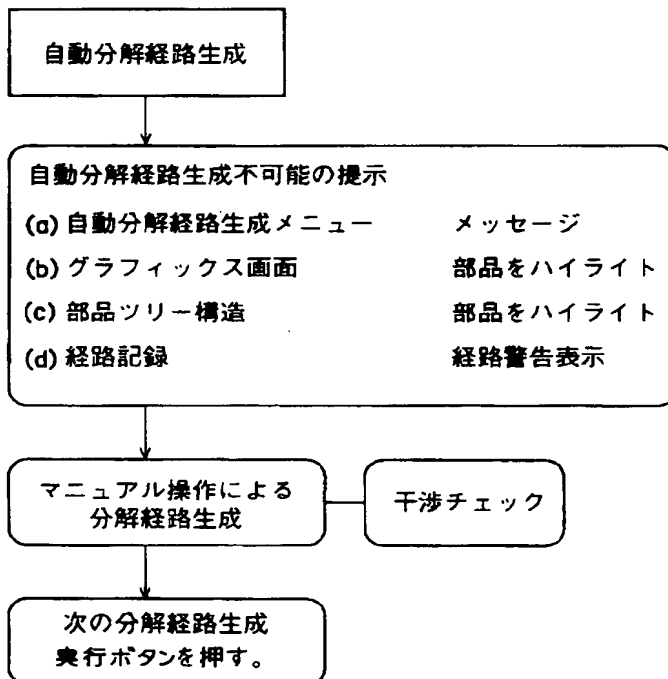 自動分解経路生成
自動分解経路生成不可能の提示
(a) 自動分解経路生成メニュー　メッセージ
(b) グラフィックス画面　部品をハイライト
(c) 部品ツリー構造　部品をハイライト
(d) 経路記録　経路警告表示
マニュアル操作による
分解経路生成
干渉チェック
次の分解経路生成
実行ボタンを押す。